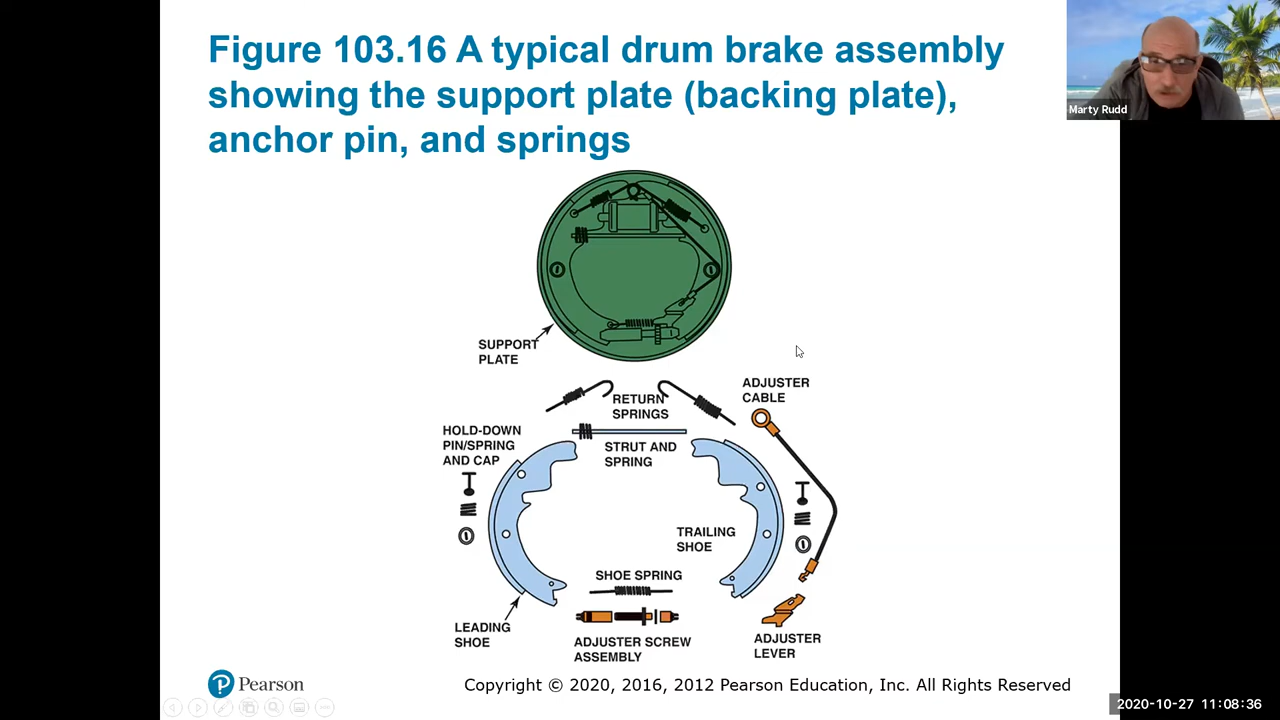 Figure 103.16 A typical drum brake assembly
showing the support plate (backing plate),
anchor pin, and springs
Marty Rudd
SUPPORT
PLATE
RETURN
SPRINGS
ADJUSTER
CABLE
HOLD-DOWN
PIN/SPRING
AND CAP
STRUT AND
SPRING
TRAILING
SHOE
SHOE SPRING
LEADING
SHOE
ADJUSTER SCREW
ASSEMBLY
ADJUSTER
LEVER
Pearson
Copyright © 2020, 2016, 2012 Pearson Education, Inc. All Rights Reserved
2020-10-27 11:08:36